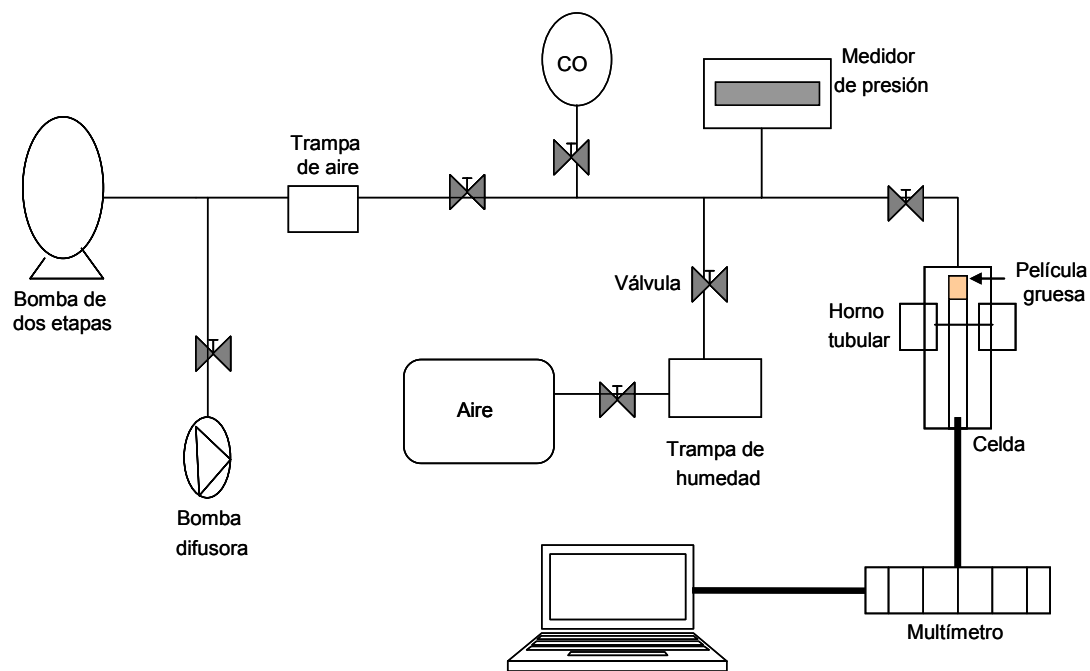 CO
Medidor
de presión
Trampa
de aire
Bomba de
dos etapas
Válvula
Película
gruesa
Horno
tubular
Aire
Trampa de
humedad
Celda
Bomba
difusora
Multímetro